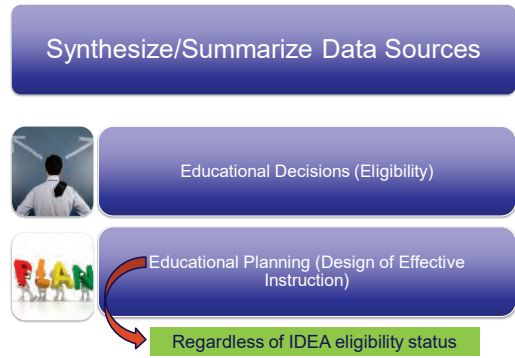 Synthesize/Summarize Data Sources
Educational Decisions (Eligibility)
PLAN
Educational Planning (Design of Effective
Instruction)
Regardless of IDEA eligibility status